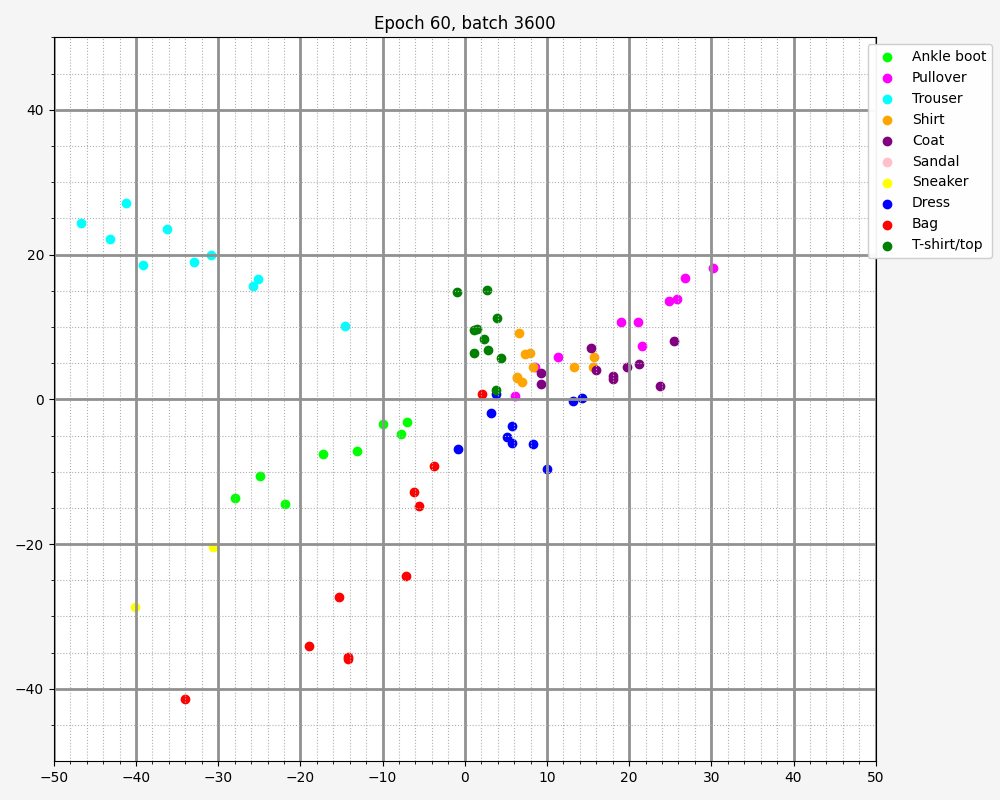 Epoch 60, batch 3600
Ankle boot
Pullover
Trouser
Shirt
Coat
Sandal
Sneaker
Dress
Bag
T-shirt/top
40
20
0
−20
−40
−50 −40 −30 −20 −10 0 10 20 30 40 50